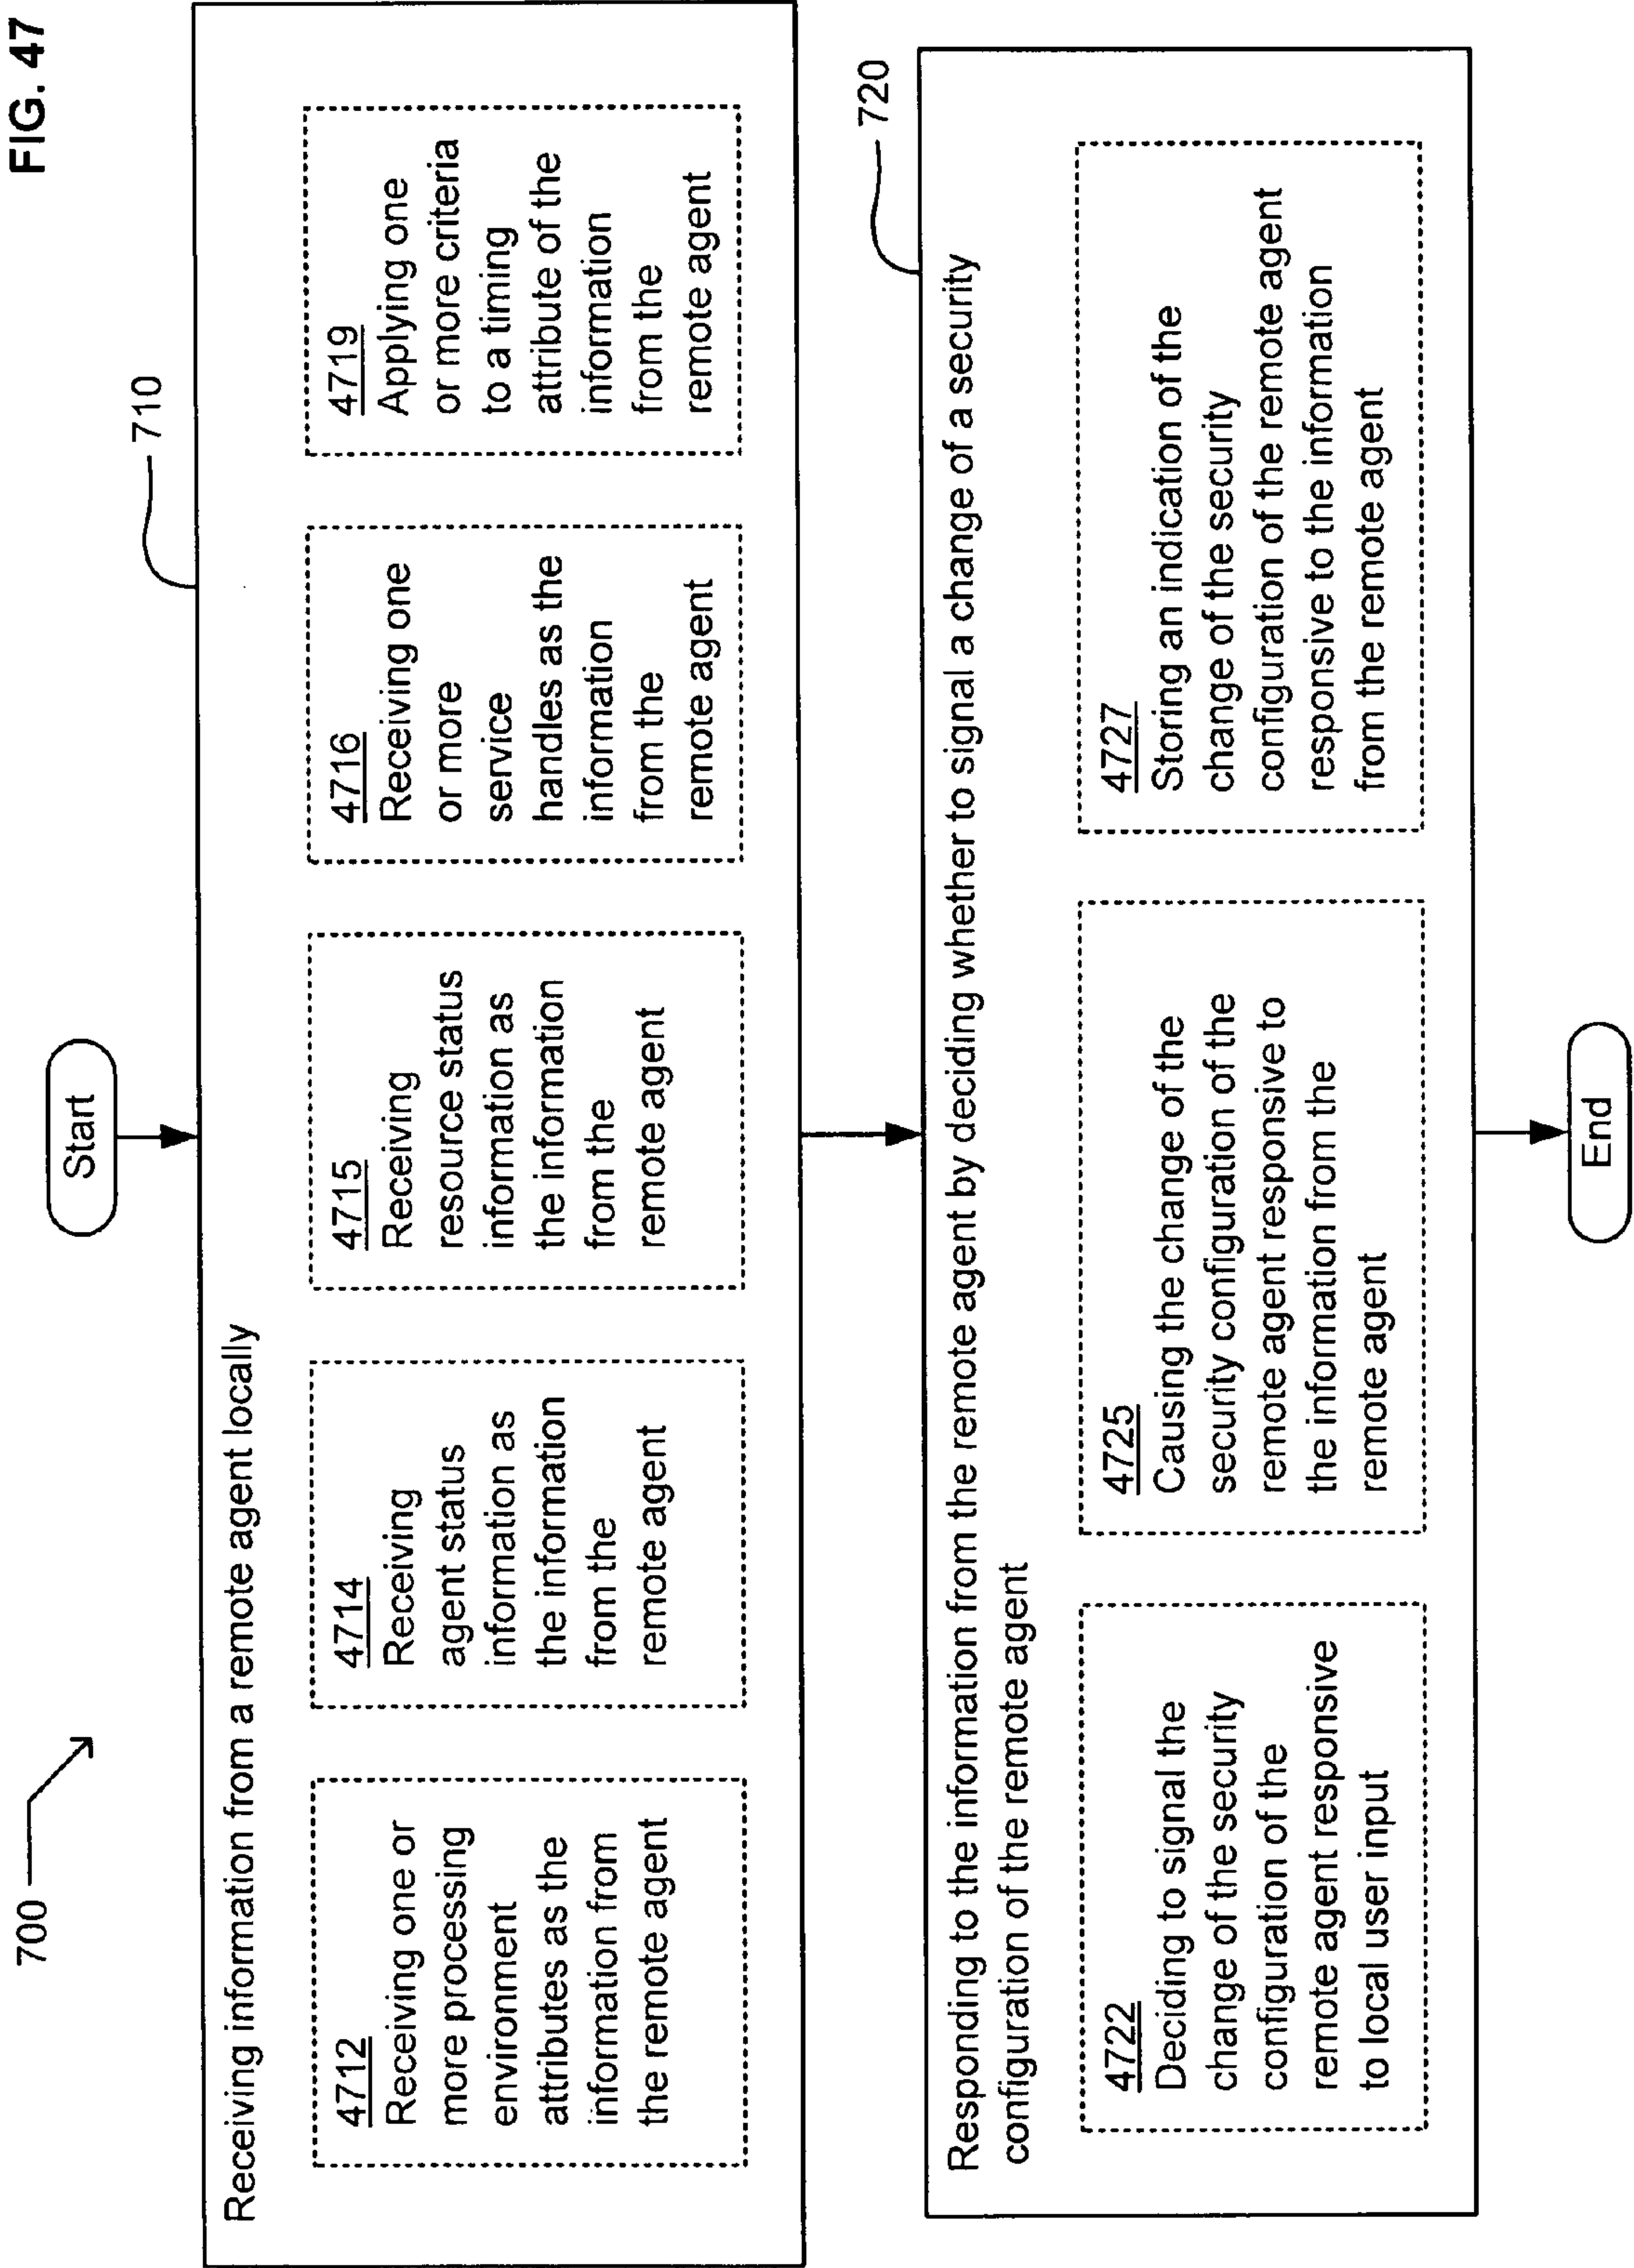 FIG. 47
700
Start
710
Receiving information from a remote agent locally
4712
Receiving one or
more processing
environment
attributes as the
information from
the remote agent
4714
Receiving
agent status
information as
the information
from the
remote agent
4715
Receiving
resource status
information as
the information
from the
remote agent
4716
Receiving one
or more
service
handles as the
information
from the
remote agent
4719
Applying one
or more criteria
to a timing
attribute of the
information
from the
remote agent
720
Responding to the information from the remote agent by deciding whether to signal a change of a security
configuration of the remote agent
4722
Deciding to signal the
change of the security
configuration of the
remote agent responsive
to local user input
4725
Causing the change of the
security configuration of the
remote agent responsive to
the information from the
remote agent
4727
Storing an indication of the
change of the security
configuration of the remote agent
responsive to the information
from the remote agent
End